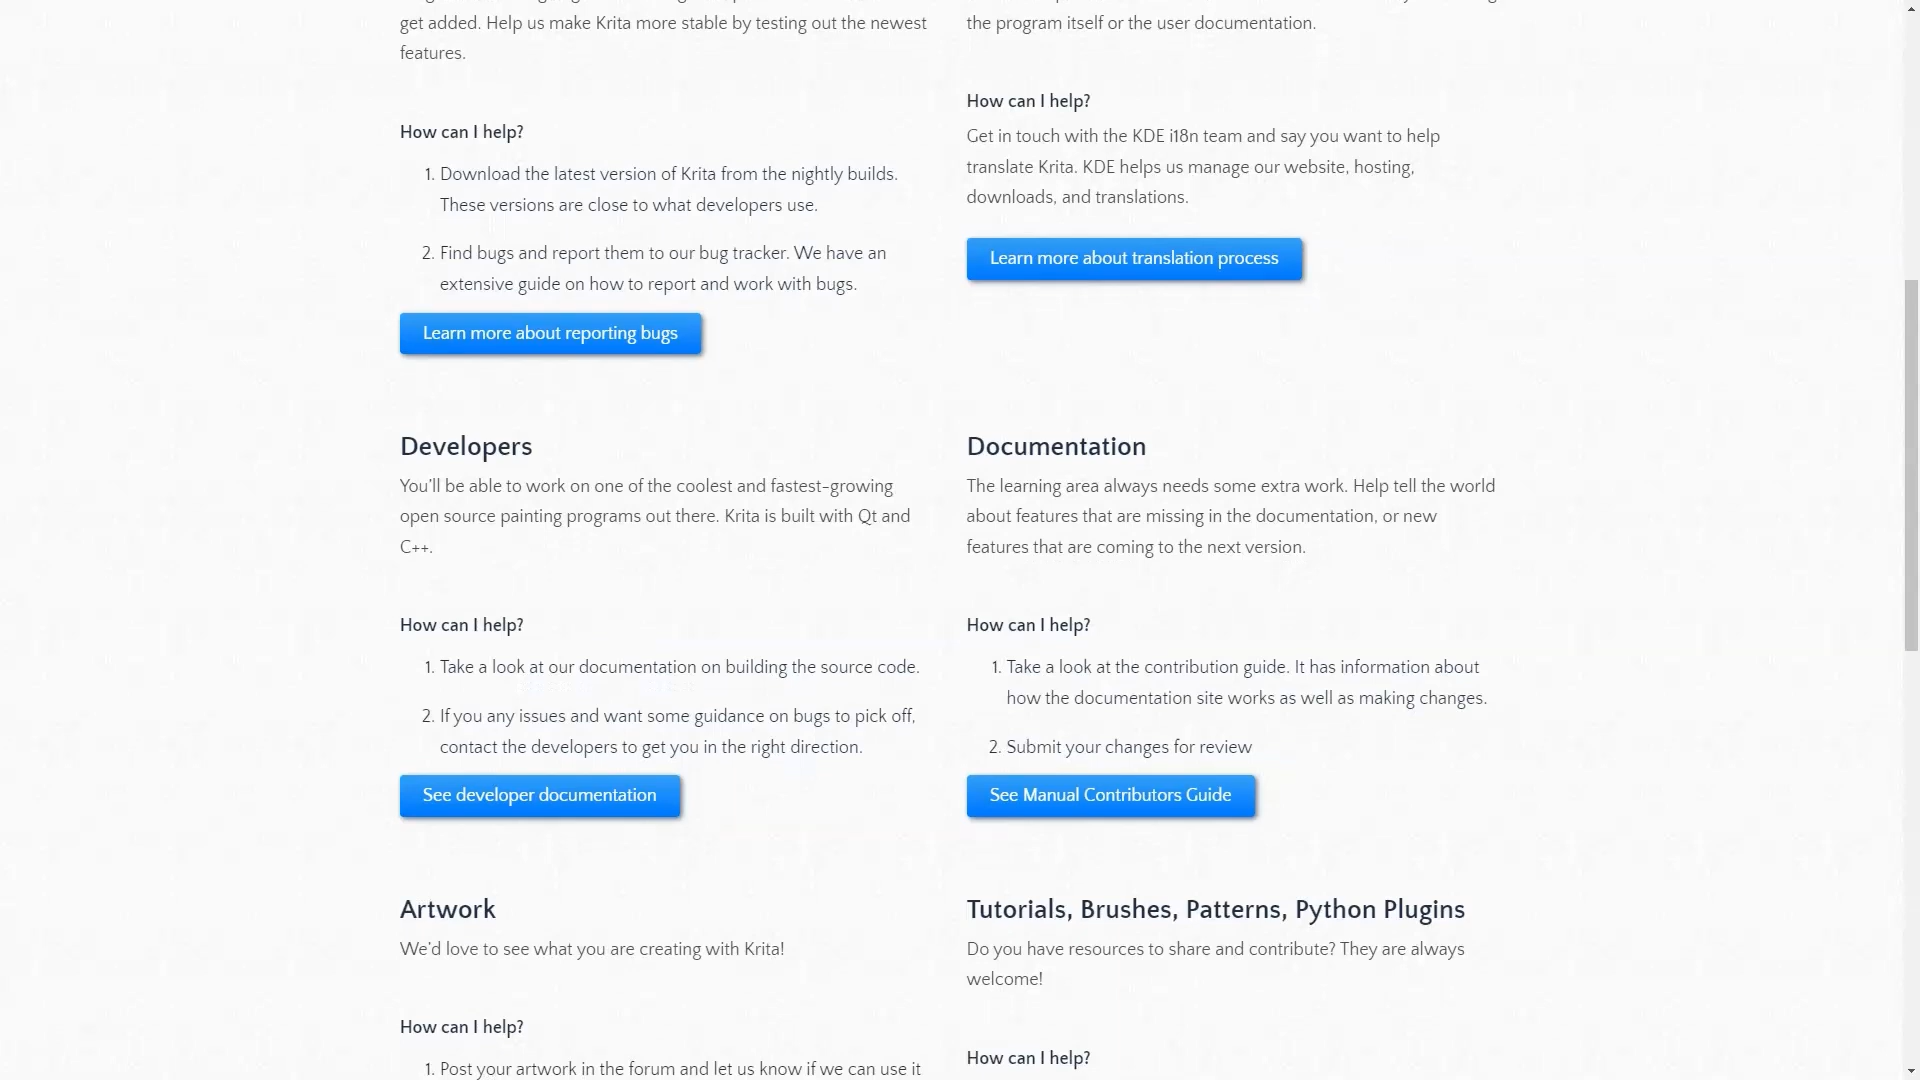 get added. Help us make Krita more stable by testing out the newest
features.
How can I help?
1. Download the latest version of Krita from the nightly builds.
These versions are close to what developers use.
2. Find bugs and report them to our bug tracker. We have an
extensive guide on how to report and work with bugs.
Learn more about reporting bugs
the program itself or the user documentation.
How can I help?
Get in touch with the KDE i18n team and say you want to help
translate Krita. KDE helps us manage our website, hosting,
downloads, and translations.
Learn more about translation process
Developers
You'll be able to work on one of the coolest and fastest-growing
open source painting programs out there. Krita is built with Qt and
C++.
How can I help?
1. Take a look at our documentation on building the source code.
2. If you any issues and want some guidance on bugs to pick off,
contact the developers to get you in the right direction.
See developer documentation
Documentation
The learning area always needs some extra work. Help tell the world
about features that are missing in the documentation, or new
features that are coming to the next version.
How can I help?
1. Take a look at the contribution guide. It has information about
how the documentation site works as well as making changes.
2. Submit your changes for review
See Manual Contributors Guide
Artwork
We'd love to see what you are creating with Krita!
How can I help?
1. Post your artwork in the forum and let us know if we can use it
Tutorials, Brushes, Patterns, Python Plugins
Do you have resources to share and contribute? They are always
welcome!
How can I help?